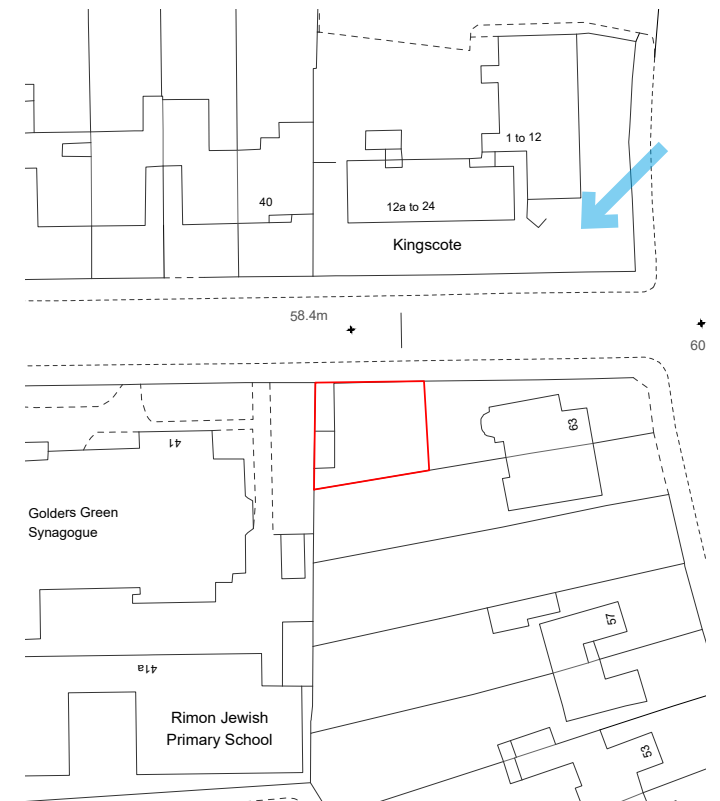 1 to 12
40
12a to 24
Kingscote
58.4m
60
63
41
Golders Green
Synagogue
57
41a
Rimon Jewish
Primary School
53